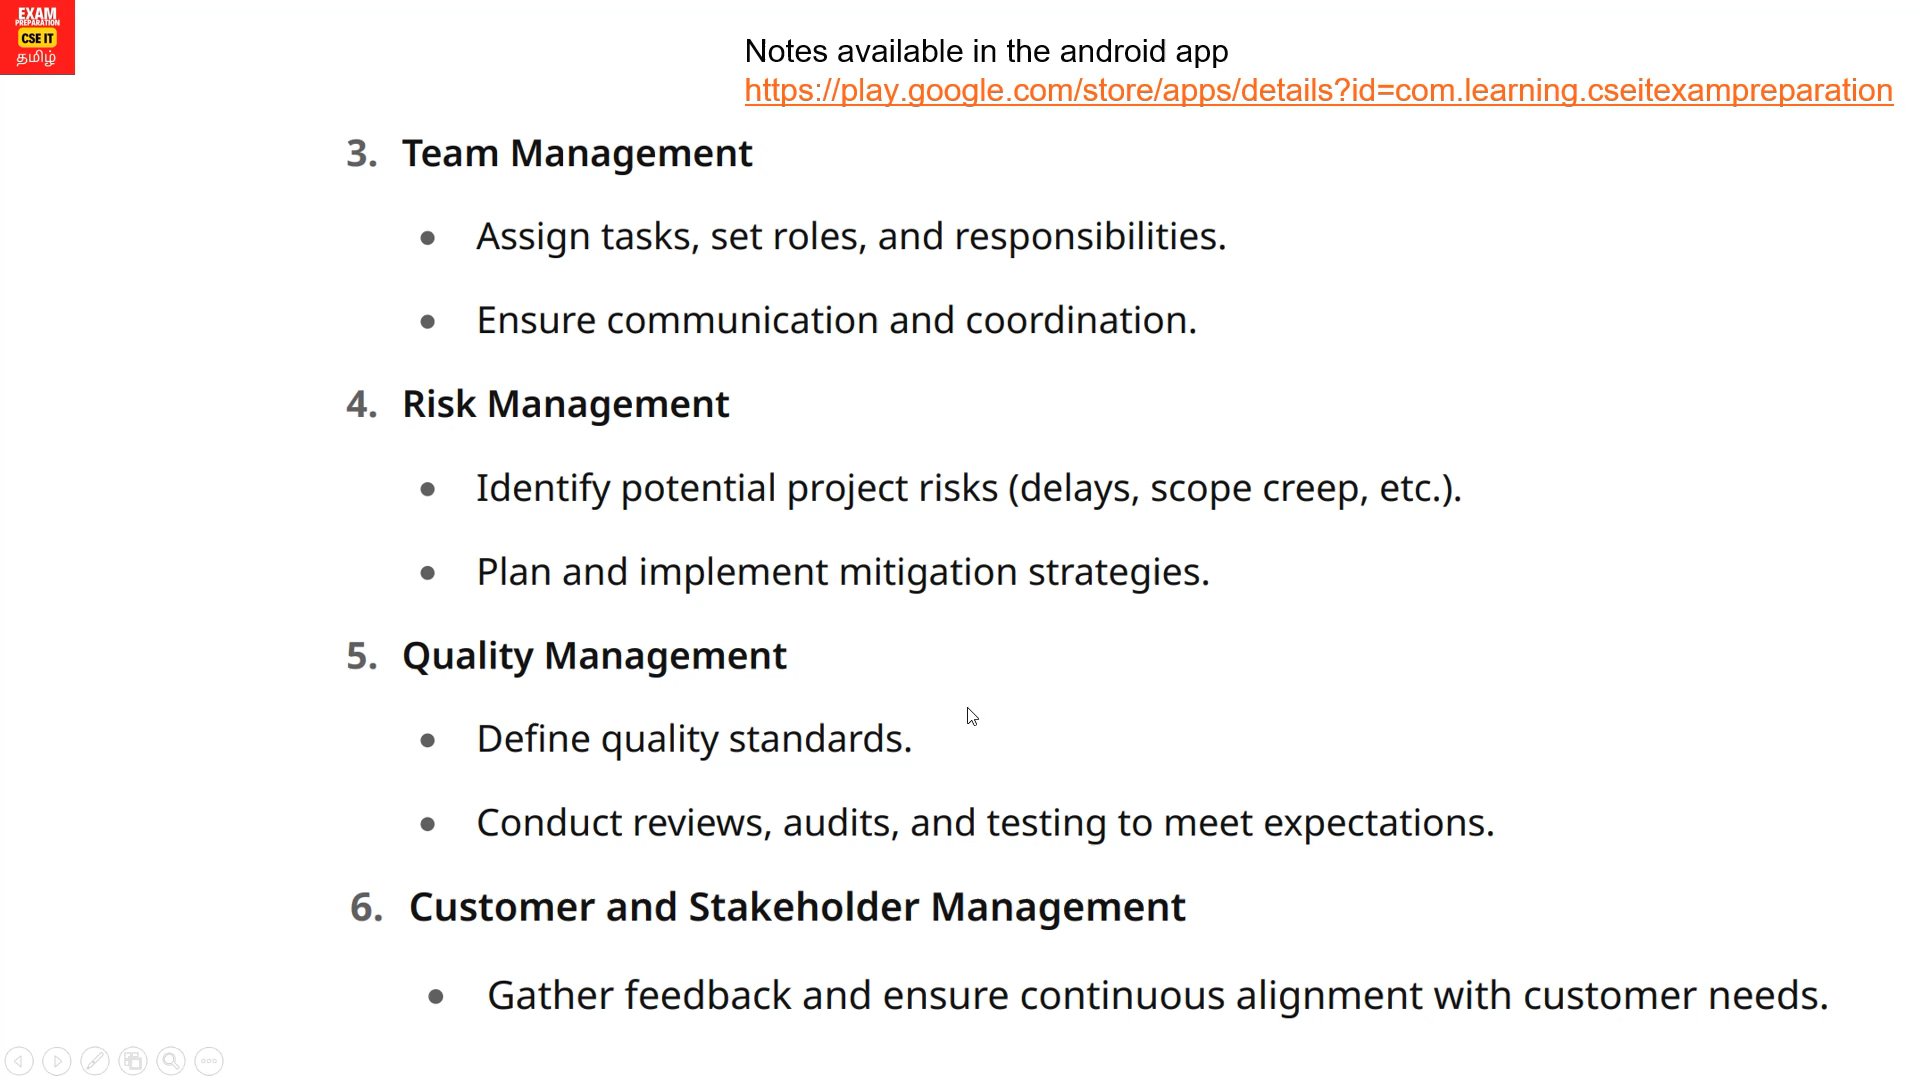 EXAM
PREPARATION
CSE IT
தமிழ்
Notes available in the android app
https://play.google.com/store/apps/details?id=com.learning.cseitexampreparation
3. Team Management
• Assign tasks, set roles, and responsibilities.
• Ensure communication and coordination.
4. Risk Management
• Identify potential project risks (delays, scope creep, etc.).
• Plan and implement mitigation strategies.
5. Quality Management
• Define quality standards.
• Conduct reviews, audits, and testing to meet expectations.
6. Customer and Stakeholder Management
• Gather feedback and ensure continuous alignment with customer needs.